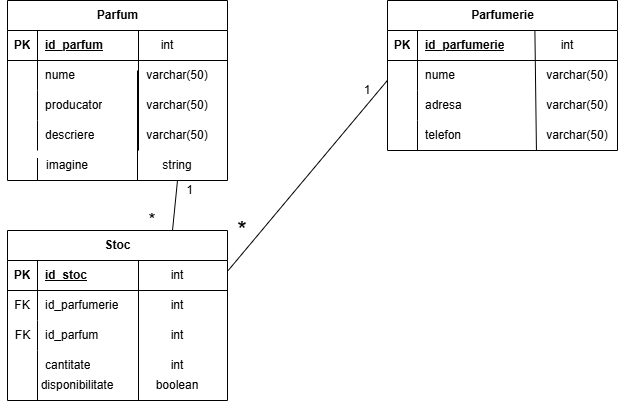 Parfum
PK id_parfum int
nume varchar(50)
producator varchar(50)
descriere varchar(50)
imagine string
Parfumerie
PK id_parfumerie int
nume varchar(50)
adresa varchar(50)
telefon varchar(50)
1
1
*
*
Stoc
PK id_stoc int
FK id_parfumerie int
FK id_parfum int
cantitate int
disponibilitate boolean